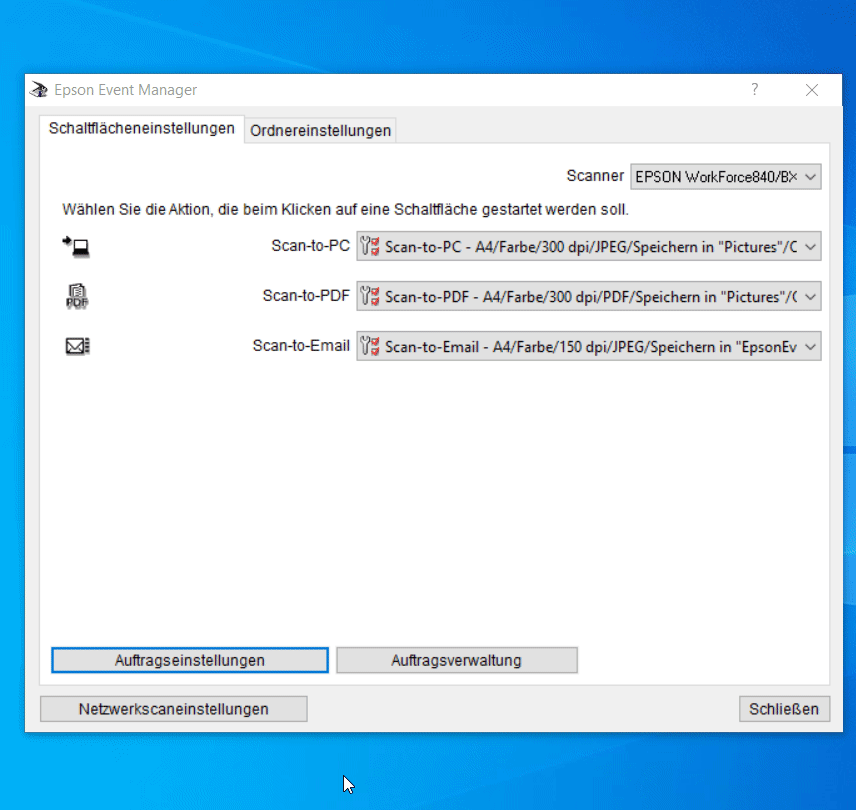 Epson Event Manager
Schaltflächeneinstellungen Ordnereinstellungen
Scanner EPSON WorkForce840/BX
Wählen Sie die Aktion, die beim Klicken auf eine Schaltfläche gestartet werden soll.
Scan-to-PC Scan-to-PC - A4/Farbe/300 dpi/JPEG/Speichern in "Pictures"/
PDF Scan-to-PDF Scan-to-PDF - A4/Farbe/300 dpi/PDF/Speichern in "Pictures"/
Scan-to-Email Scan-to-Email - A4/Farbe/150 dpi/JPEG/Speichern in "EpsonEv
Auftragseinstellungen Auftragsverwaltung
Netzwerkscaneinstellungen Schließen